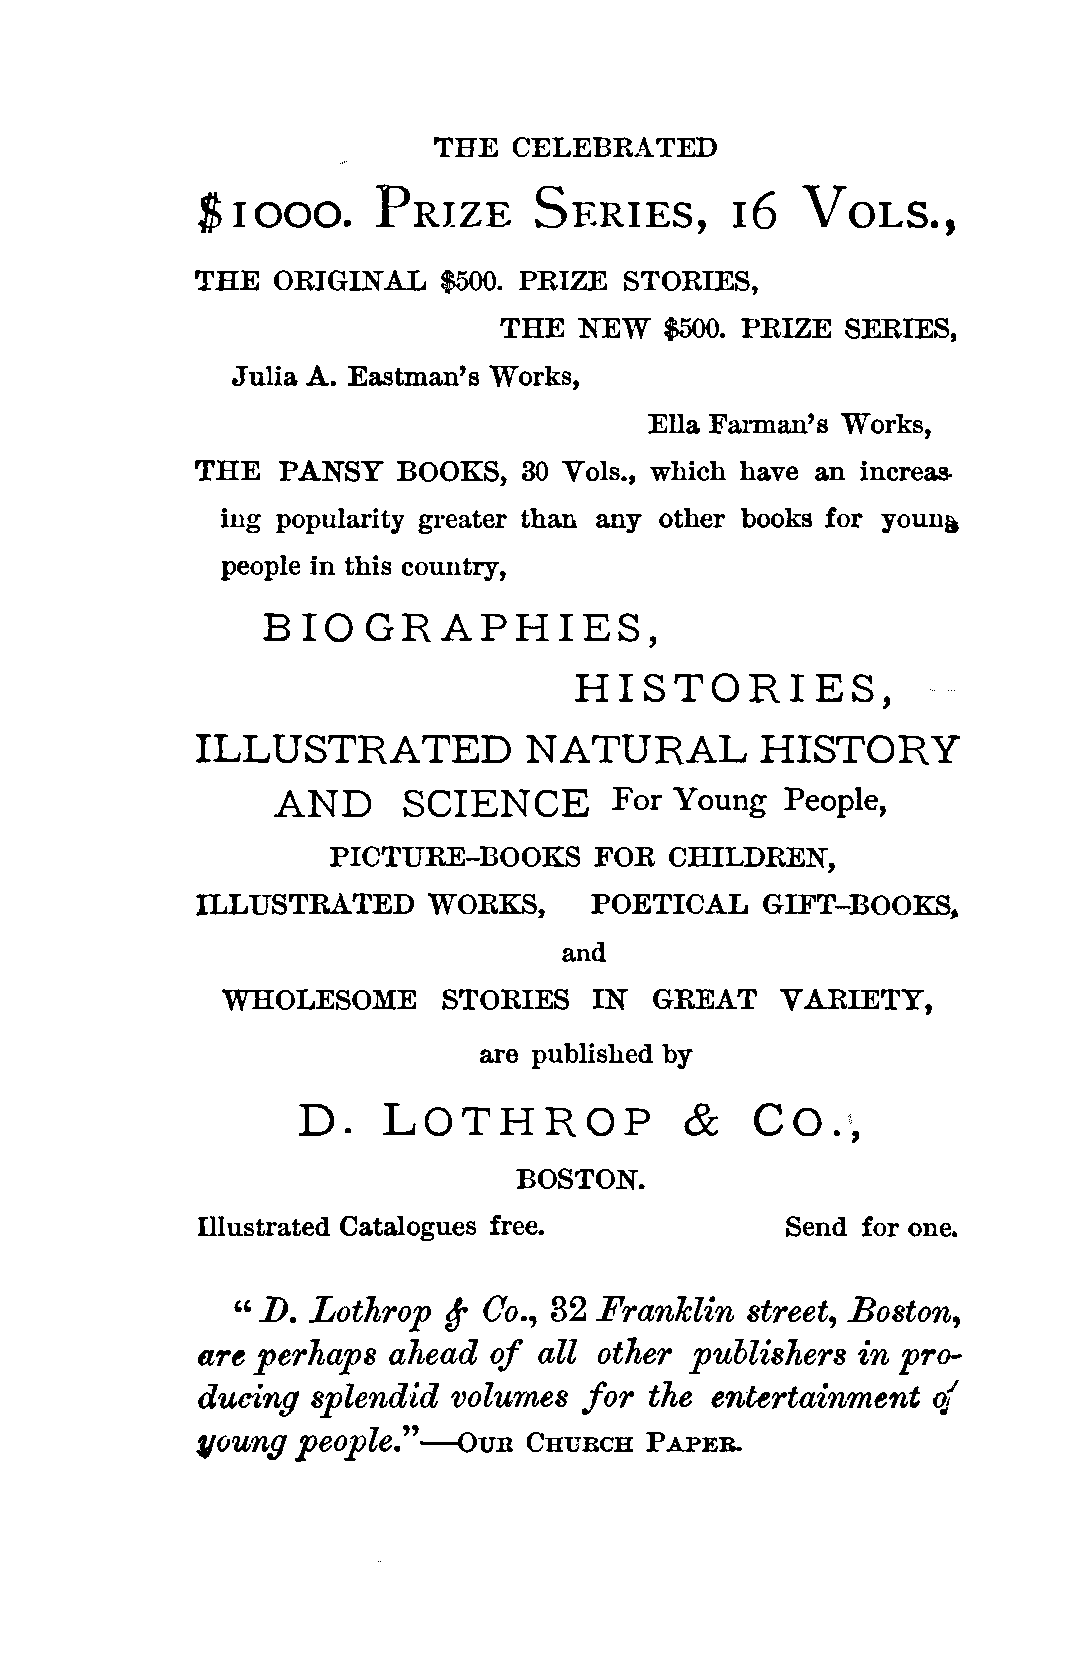 THE CELEBRATED
$1000. PRIZE SERIES, 16 VOLS.,
THE ORIGINAL $500. PRIZE STORIES,
THE NEW $500. PRIZE SERIES,
Julia A. Eastman's Works,
Ella Farman's Works,
THE PANSY BOOKS, 30 Vols., which have an increas-
ing popularity greater than any other books for young
people in this country,
BIOGRAPHIES,
HISTORIES,
ILLUSTRATED NATURAL HISTORY
AND SCIENCE For Young People,
PICTURE-BOOKS FOR CHILDREN,
ILLUSTRATED WORKS, POETICAL GIFT-BOOKS,
and
WHOLESOME STORIES IN GREAT VARIETY,
are published by
D. LOTHROP & CO.,
BOSTON.
Illustrated Catalogues free. Send for one.
"D. Lothrop & Co., 32 Franklin street, Boston,
are perhaps ahead of all other publishers in pro-
ducing splendid volumes for the entertainment of
young people."—OUR CHURCH PAPER.